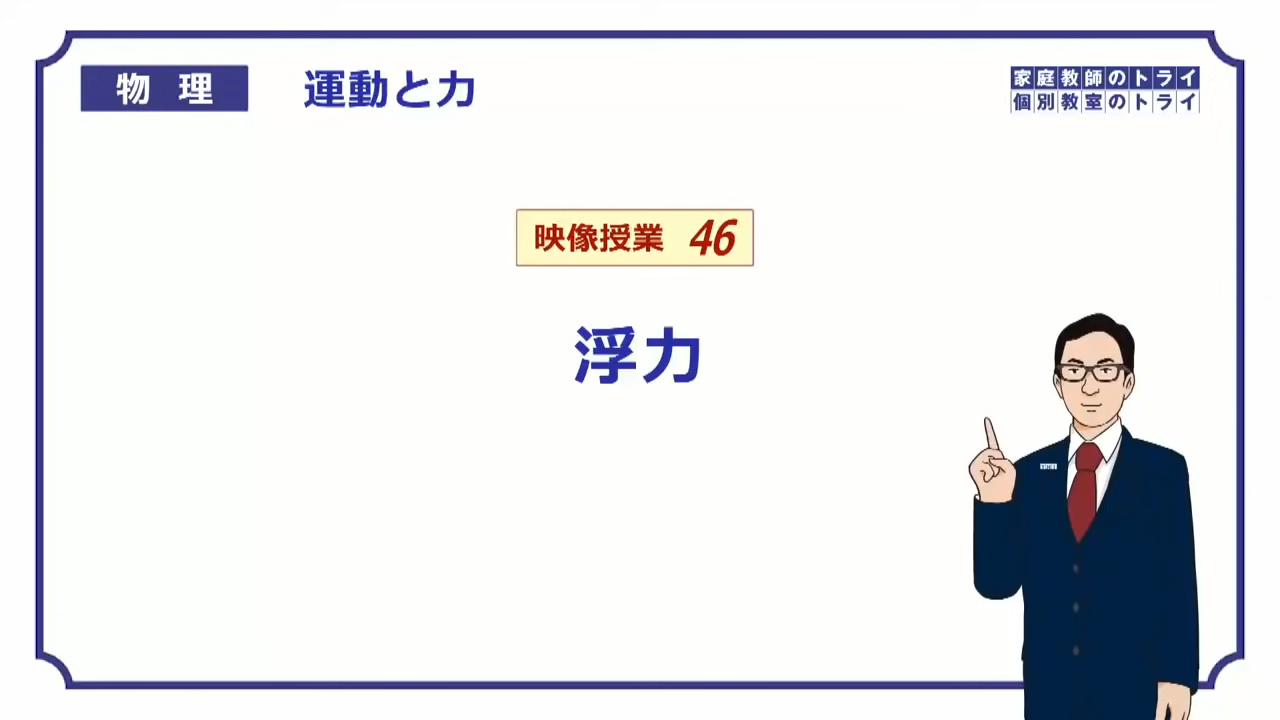 物理
運動と力
家庭教師のトライ
個別教室のトライ
映像授業 46
浮力